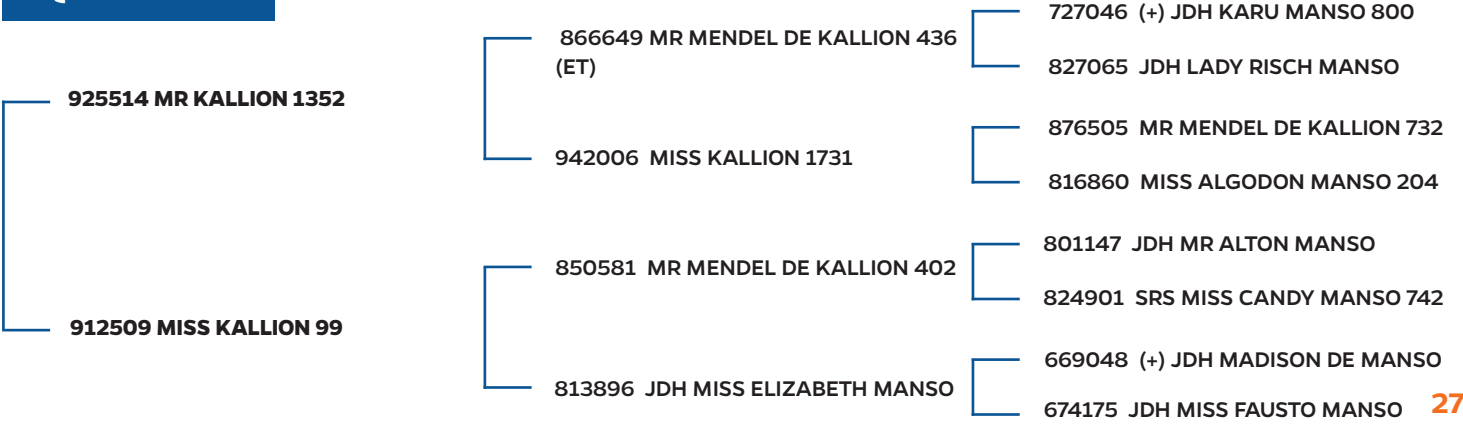 727046 (+) JDH KARU MANSO 800
866649 MR MENDEL DE KALLION 436
(ET)
827065 JDH LADY RISCH MANSO
925514 MR KALLION 1352
876505 MR MENDEL DE KALLION 732
942006 MISS KALLION 1731
816860 MISS ALGODON MANSO 204
801147 JDH MR ALTON MANSO
850581 MR MENDEL DE KALLION 402
824901 SRS MISS CANDY MANSO 742
912509 MISS KALLION 99
669048 (+) JDH MADISON DE MANSO
813896 JDH MISS ELIZABETH MANSO
674175 JDH MISS FAUSTO MANSO
27